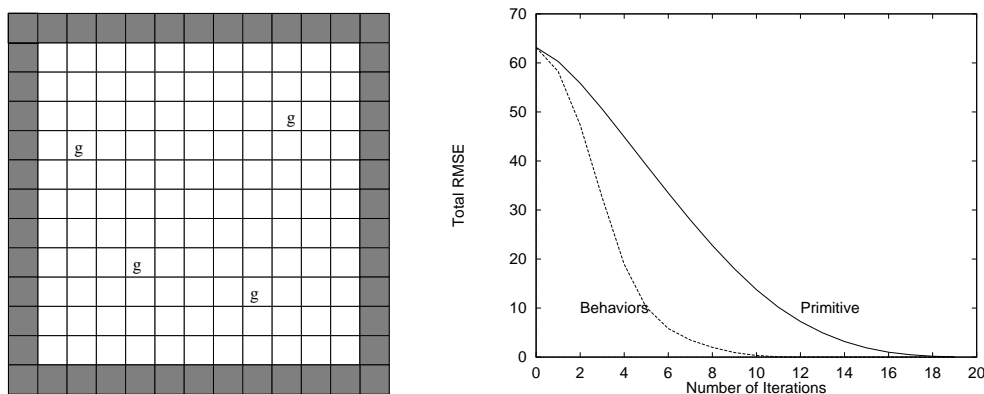 g
g
g
g
70
60
50
40
30
20
10
0
Total RMSE
Behaviors
Primitive
0 2 4 6 8 10 12 14 16 18 20
Number of Iterations